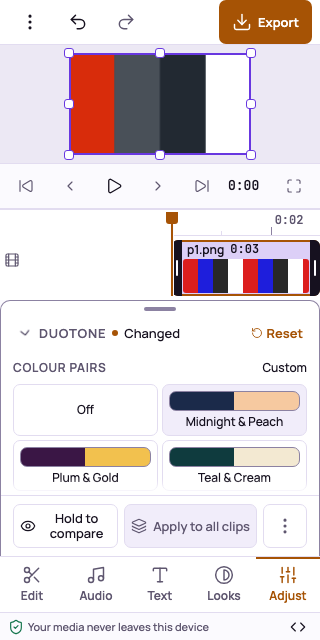 Export
0:00
0:02
p1.png 0:03
DUOTONE Changed
Reset
COLOUR PAIRS
Custom
Off
Midnight & Peach
Plum & Gold
Teal & Cream
Hold to
compare
Apply to all clips
Edit
Audio
Text
Looks
Adjust
Your media never leaves this device